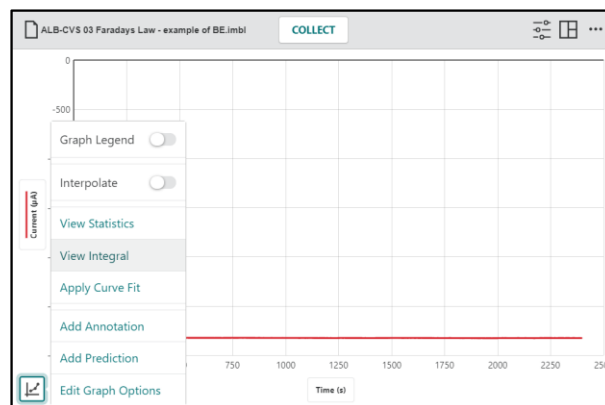 ALB-CVS 03 Faradays Law - example of BE.imbl
COLLECT
0
-500
Graph Legend
Interpolate
View Statistics
View Integral
Apply Curve Fit
Add Annotation
Add Prediction
Edit Graph Options
Current (µA)
750 1000 1250 1500 1750 2000 2250
Time (s)